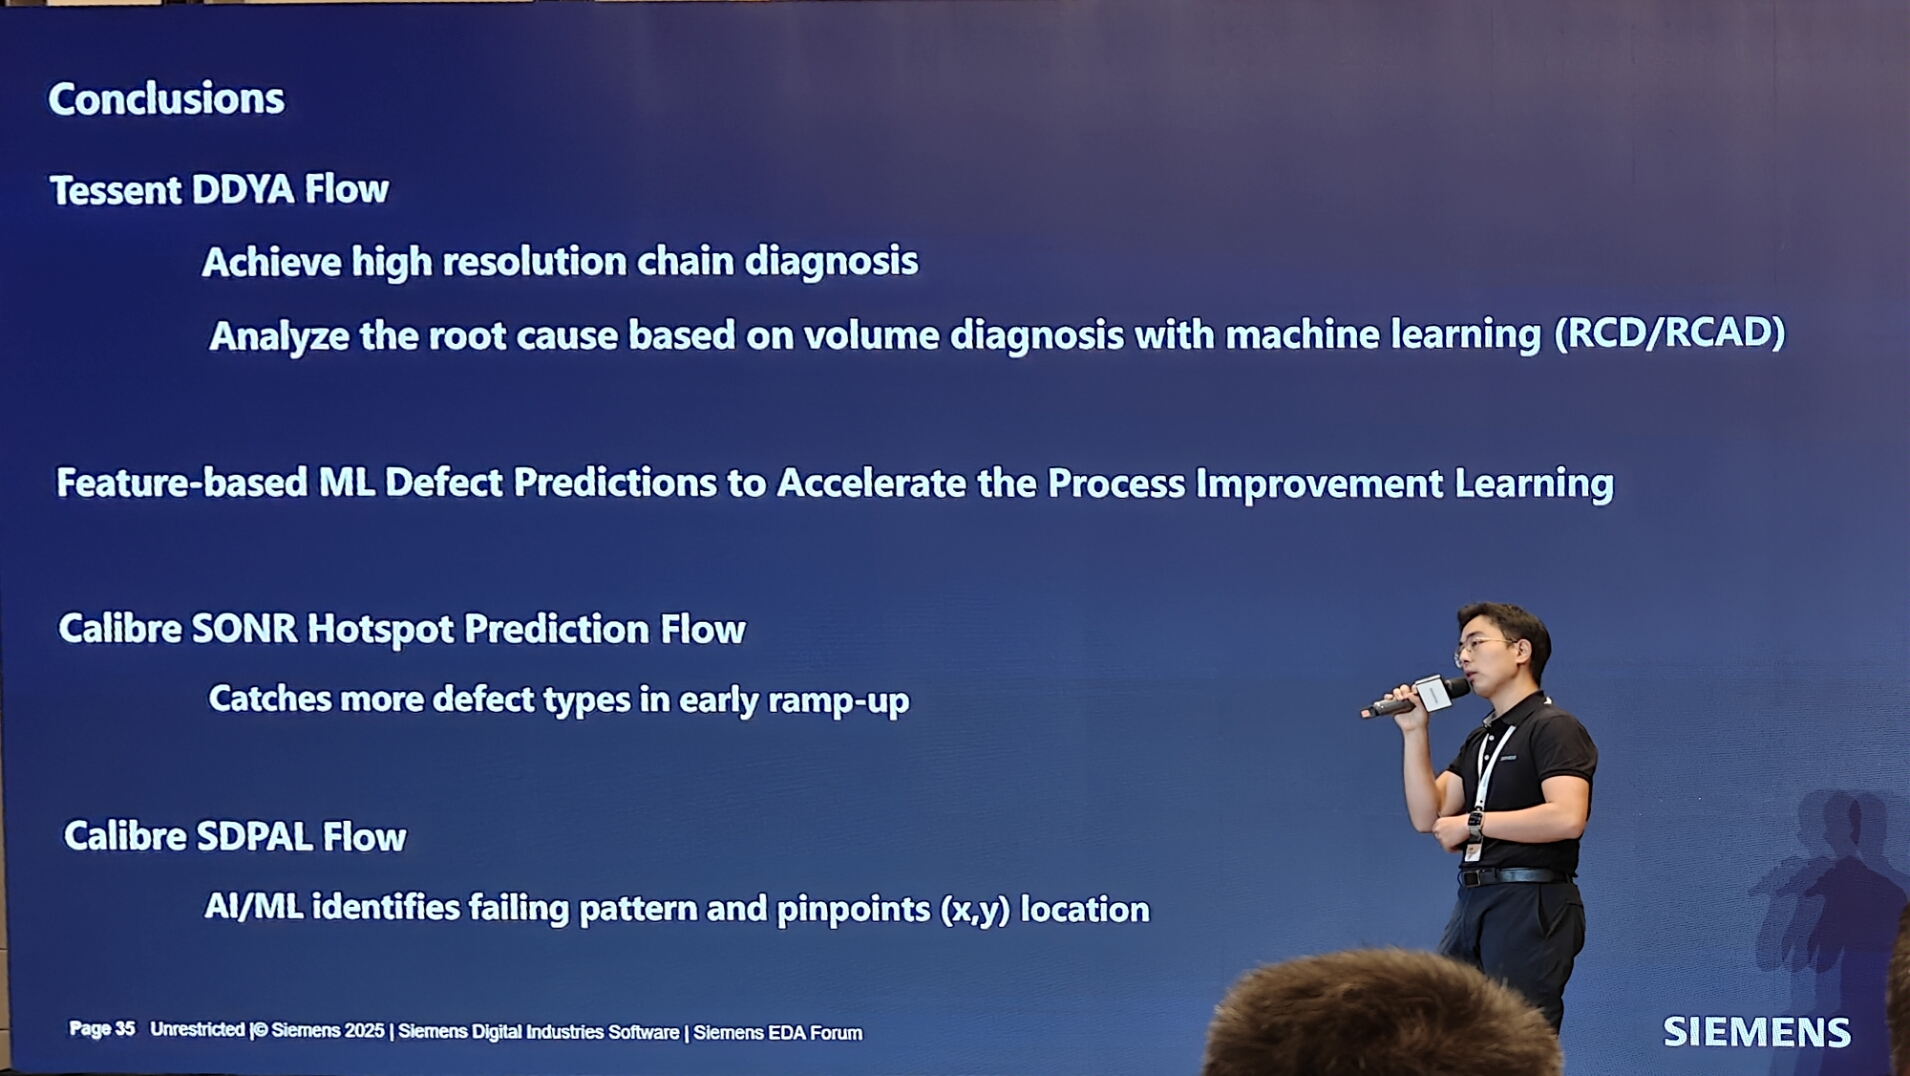 Conclusions
Tessent DDYA Flow
Achieve high resolution chain diagnosis
Analyze the root cause based on volume diagnosis with machine learning (RCD/RCAD)
Feature-based ML Defect Predictions to Accelerate the Process Improvement Learning
Calibre SONR Hotspot Prediction Flow
Catches more defect types in early ramp-up
Calibre SDPAL Flow
AI/ML identifies failing pattern and pinpoints (x,y) location
Page 35 Unrestricted |© Siemens 2025 | Siemens Digital Industries Software | Siemens EDA Forum
SIEMENS